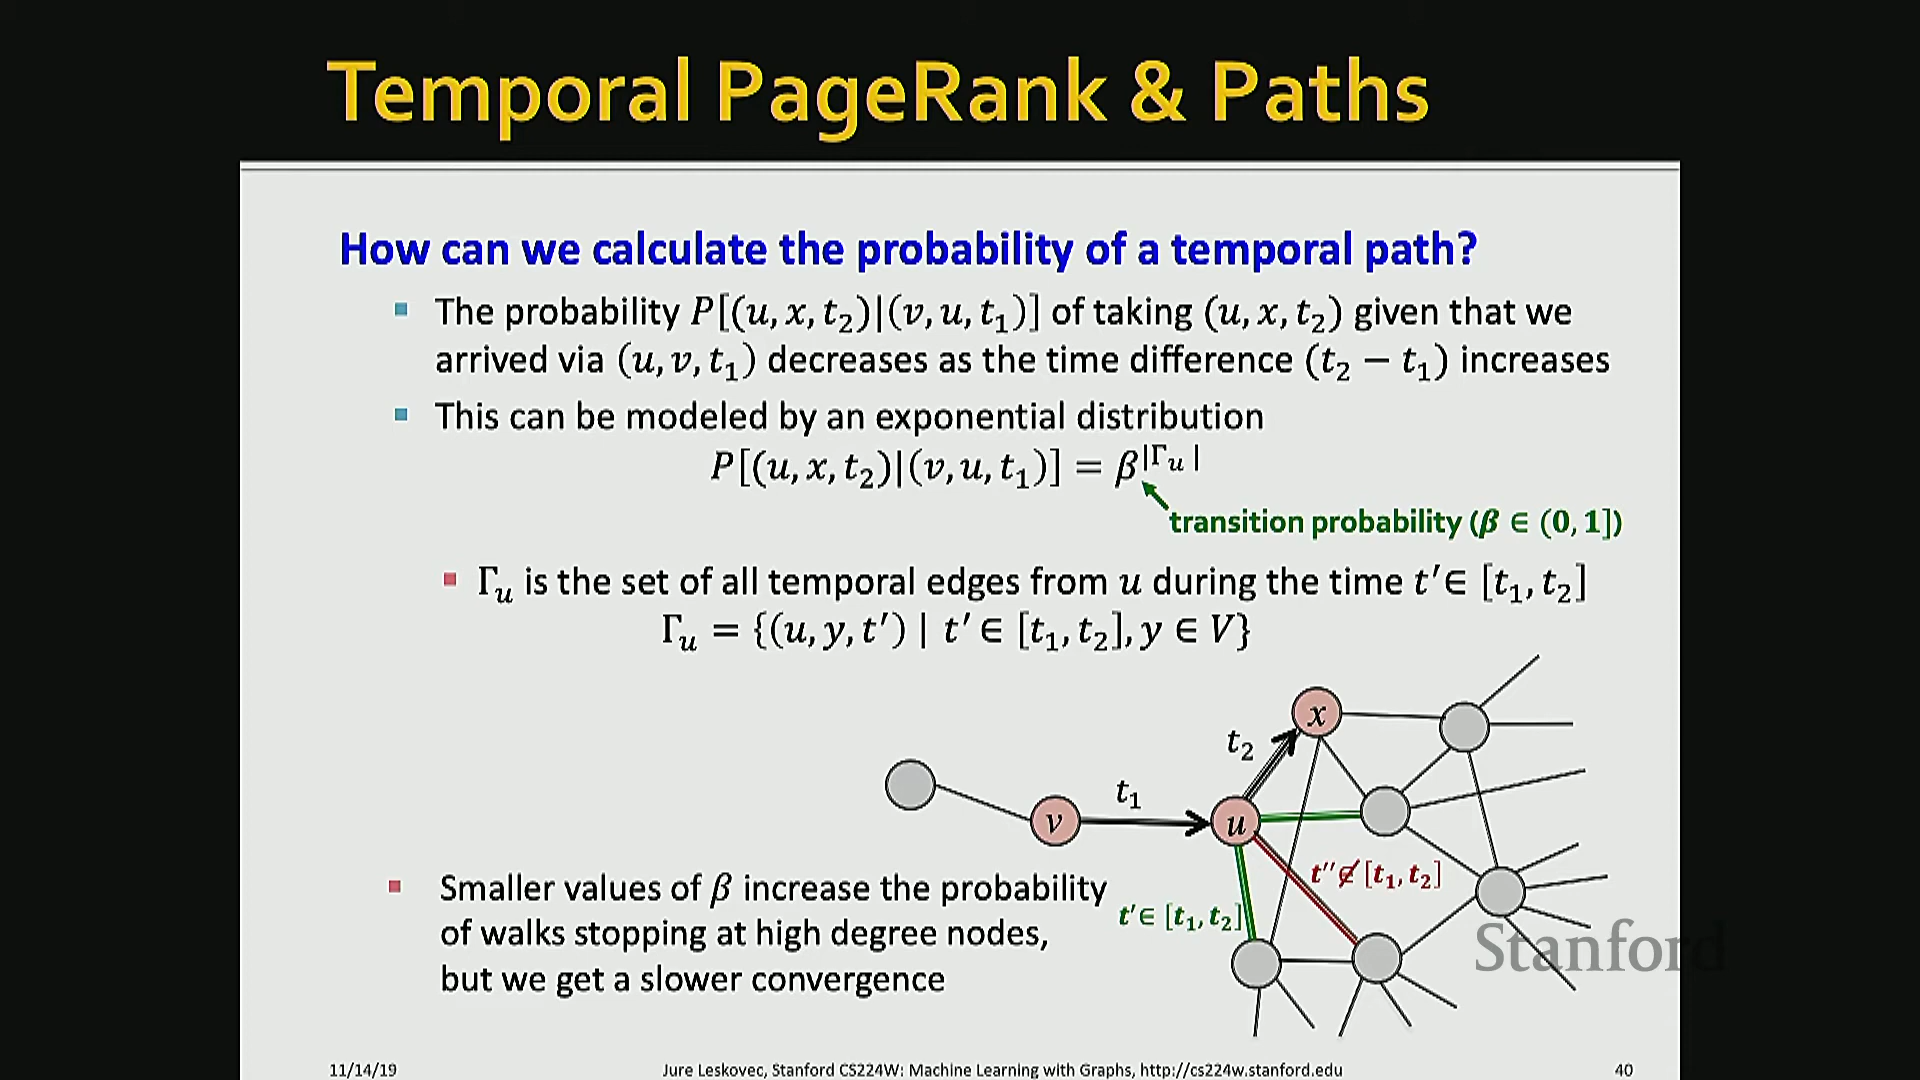 Temporal PageRank & Paths
How can we calculate the probability of a temporal path?
The probability P[(u, x, t₂)|(v, u, t₁)] of taking (u, x, t₂) given that we
arrived via (u, v, t₁) decreases as the time difference (t₂ − t₁) increases
This can be modeled by an exponential distribution
P[(u, x, t₂)|(v, u, t₁)] = β^|Γᵤ|
transition probability (β ∈ (0, 1])
Γᵤ is the set of all temporal edges from u during the time t′∈ [t₁, t₂]
Γᵤ = {(u, y, t′) | t′∈ [t₁, t₂], y ∈ V}
x
t₂
t₁
v
u
t″∉ [t₁, t₂]
t′∈ [t₁, t₂]
Smaller values of β increase the probability
of walks stopping at high degree nodes,
but we get a slower convergence
Stanford
11/14/19
Jure Leskovec, Stanford CS224W: Machine Learning with Graphs, http://cs224w.stanford.edu
40